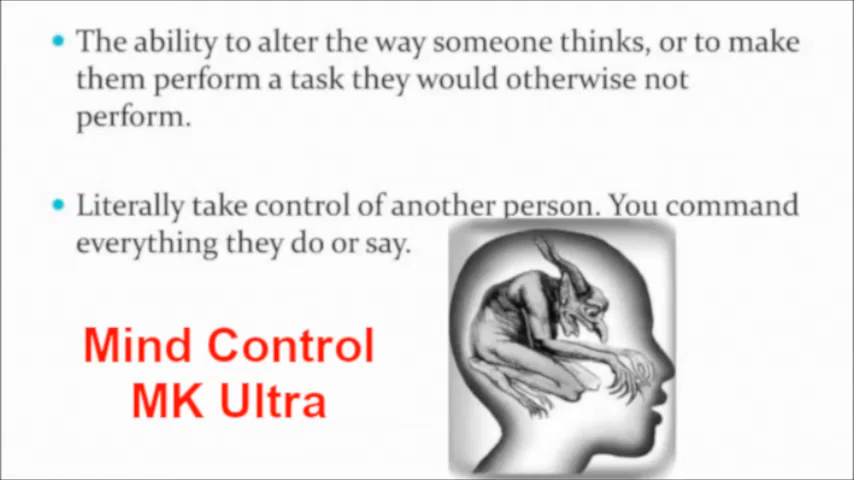 The ability to alter the way someone thinks, or to make
them perform a task they would otherwise not
perform.
Literally take control of another person. You command
everything they do or say.
Mind Control
MK Ultra